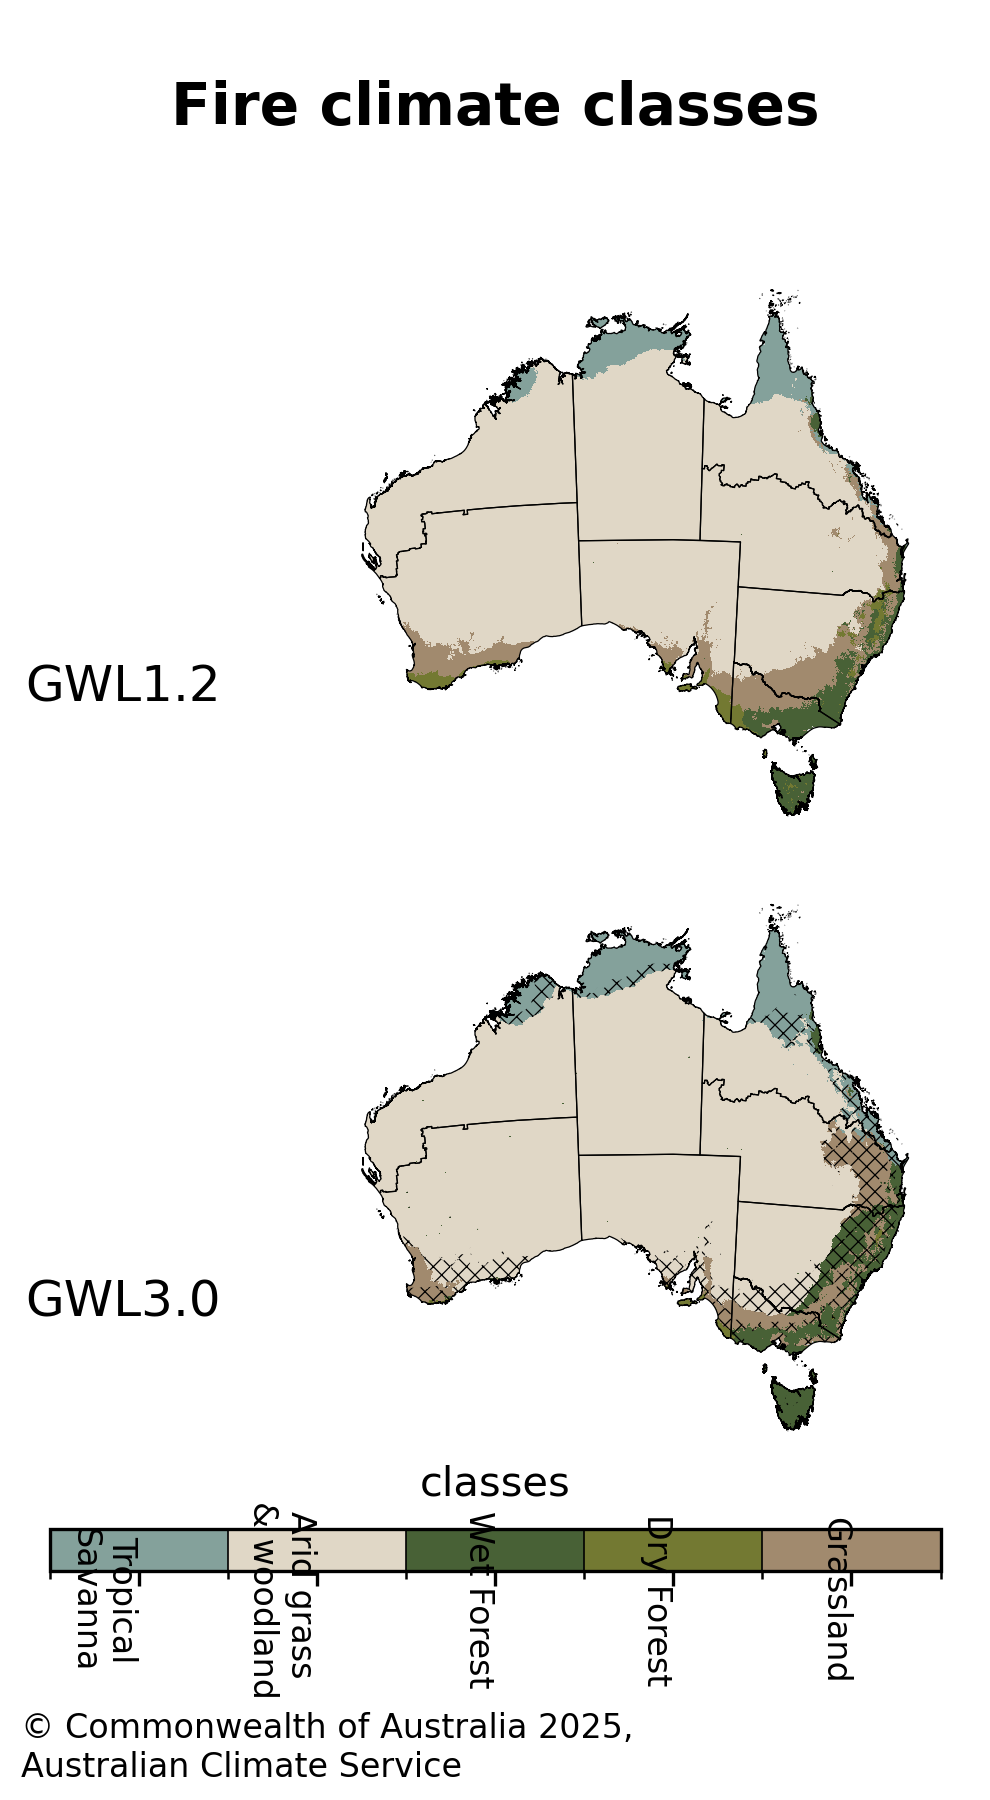 Fire climate classes
GWL1.2
GWL3.0
classes
Tropical
Savanna
Arid grass
& woodland
Wet Forest
Dry Forest
Grassland
© Commonwealth of Australia 2025,
Australian Climate Service